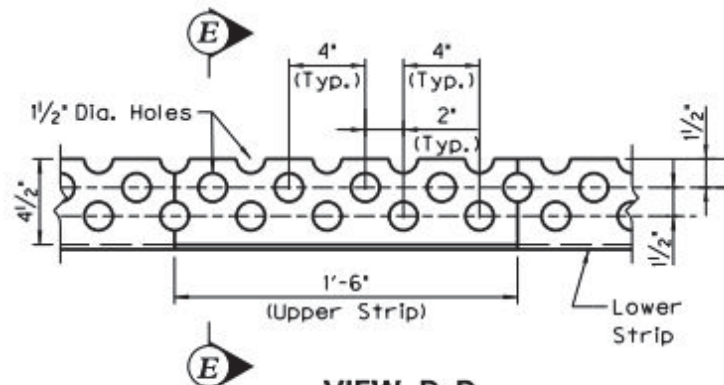 E
4" 4"
(Typ.) (Typ.)
1½" Dia. Holes
2"
(Typ.)
1½"
4½"
1½"
1'-6"
(Upper Strip)
Lower
Strip
E